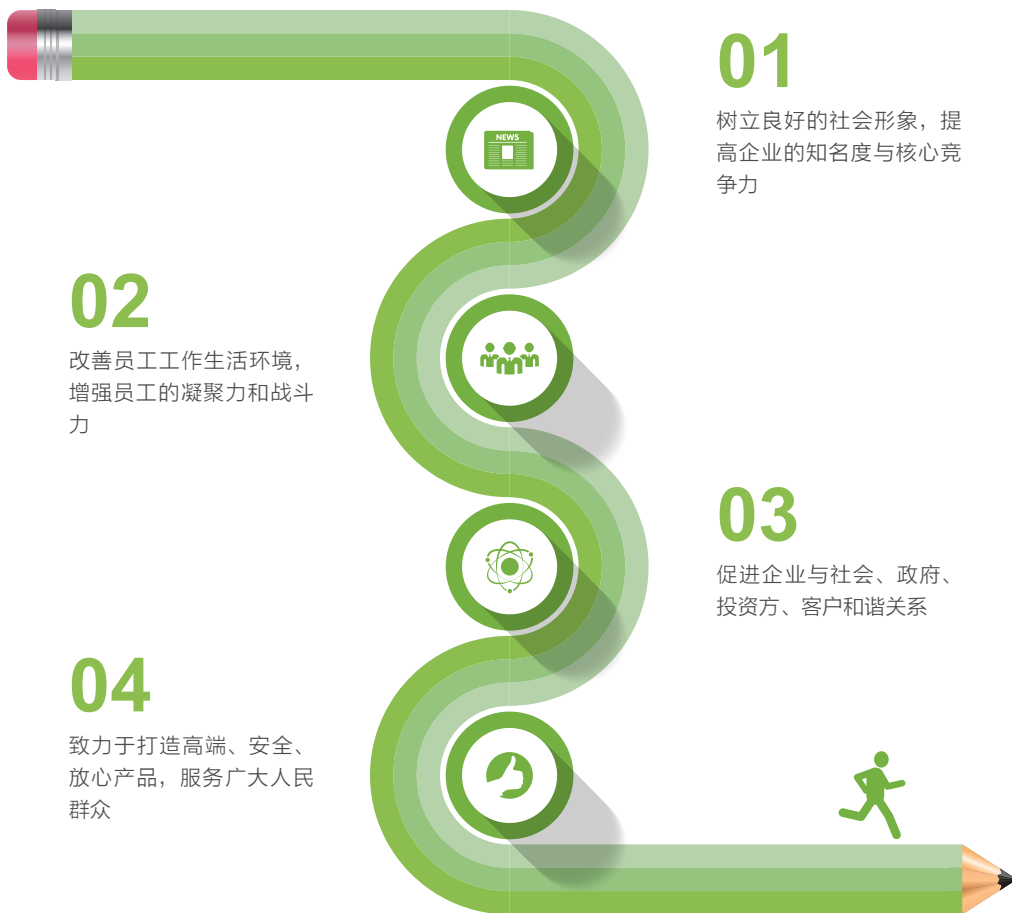 NEWS
01
树立良好的社会形象，提
高企业的知名度与核心竞
争力
02
改善员工工作生活环境，
增强员工的凝聚力和战斗
力
03
促进企业与社会、政府、
投资方、客户和谐关系
04
致力于打造高端、安全、
放心产品，服务广大人民
群众